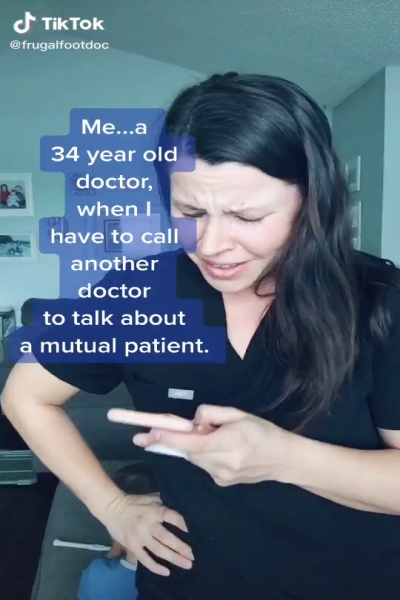 TikTok
@frugalfootdoc
Me...a
34 year old
doctor,
when I
have to call
another
doctor
to talk about
a mutual patient.